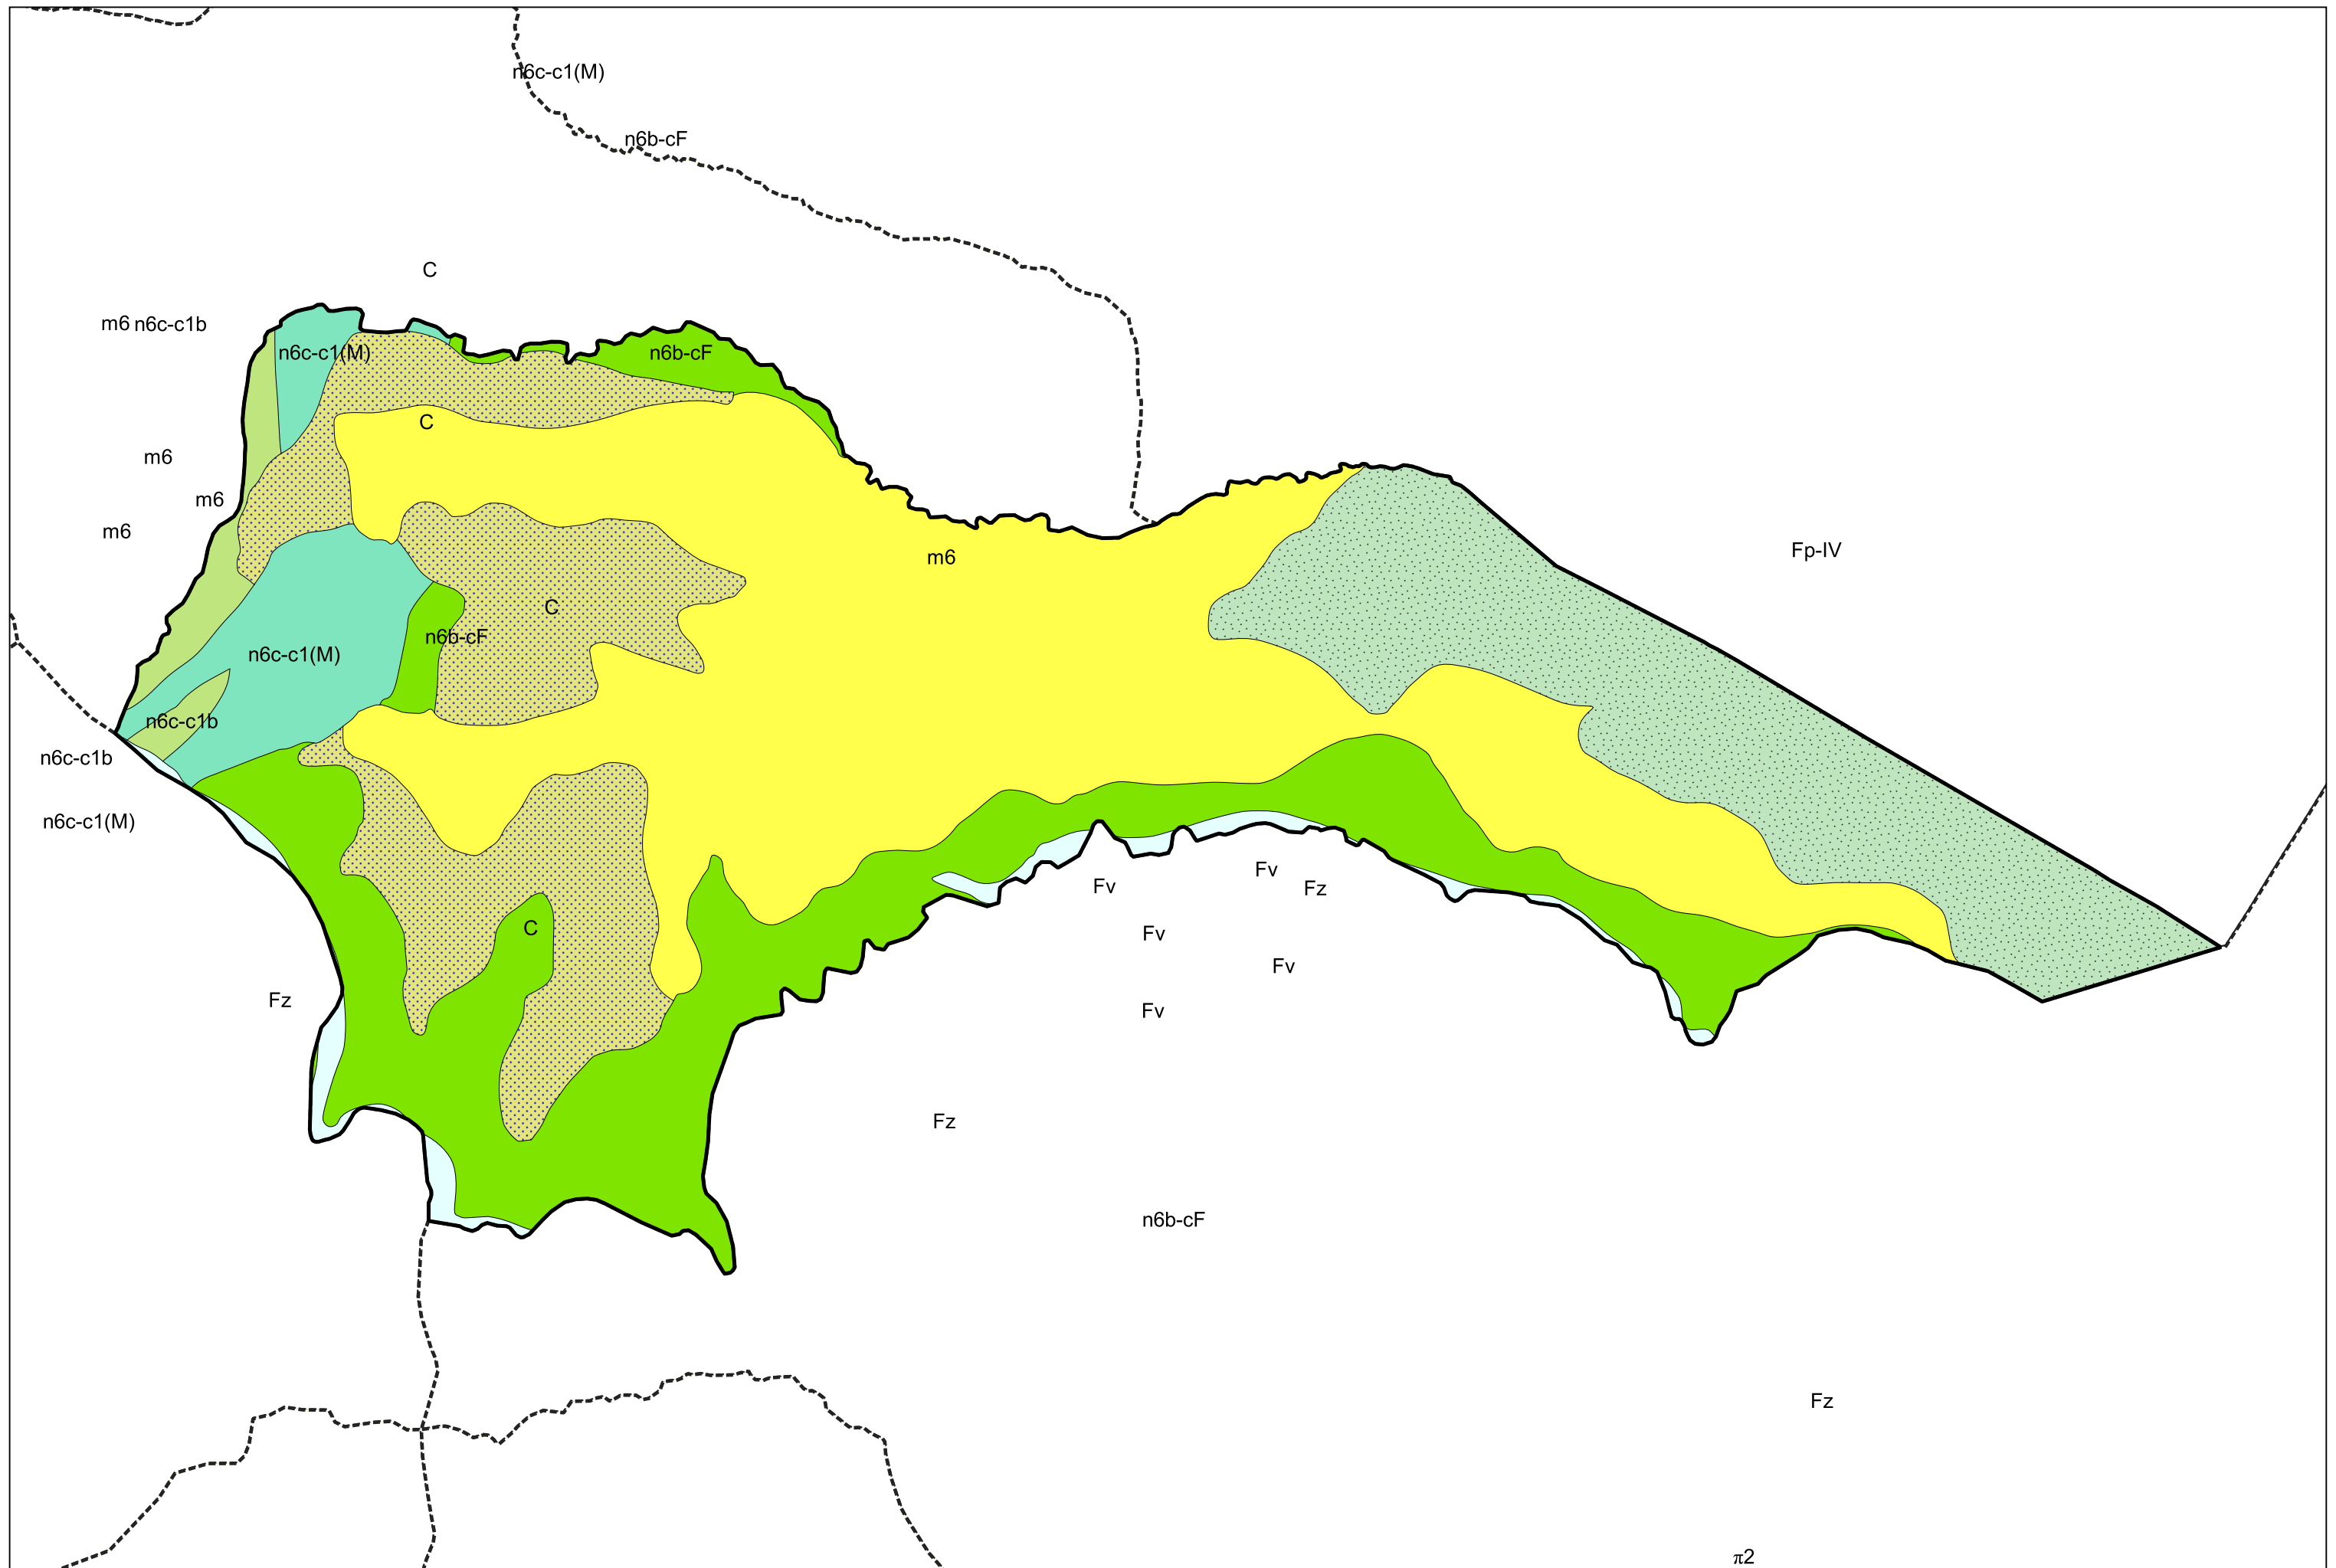 n6c-c1(M)
n6b-cF
C
m6 n6c-c1b
n6c-c1(M)
n6b-cF
C
m6
m6
m6
m6
Fp-IV
C
n6b-cF
n6c-c1(M)
n6c-c1b
n6c-c1b
n6c-c1(M)
Fv
Fv
Fz
C
Fv
Fv
Fz
Fv
Fz
n6b-cF
Fz
π2